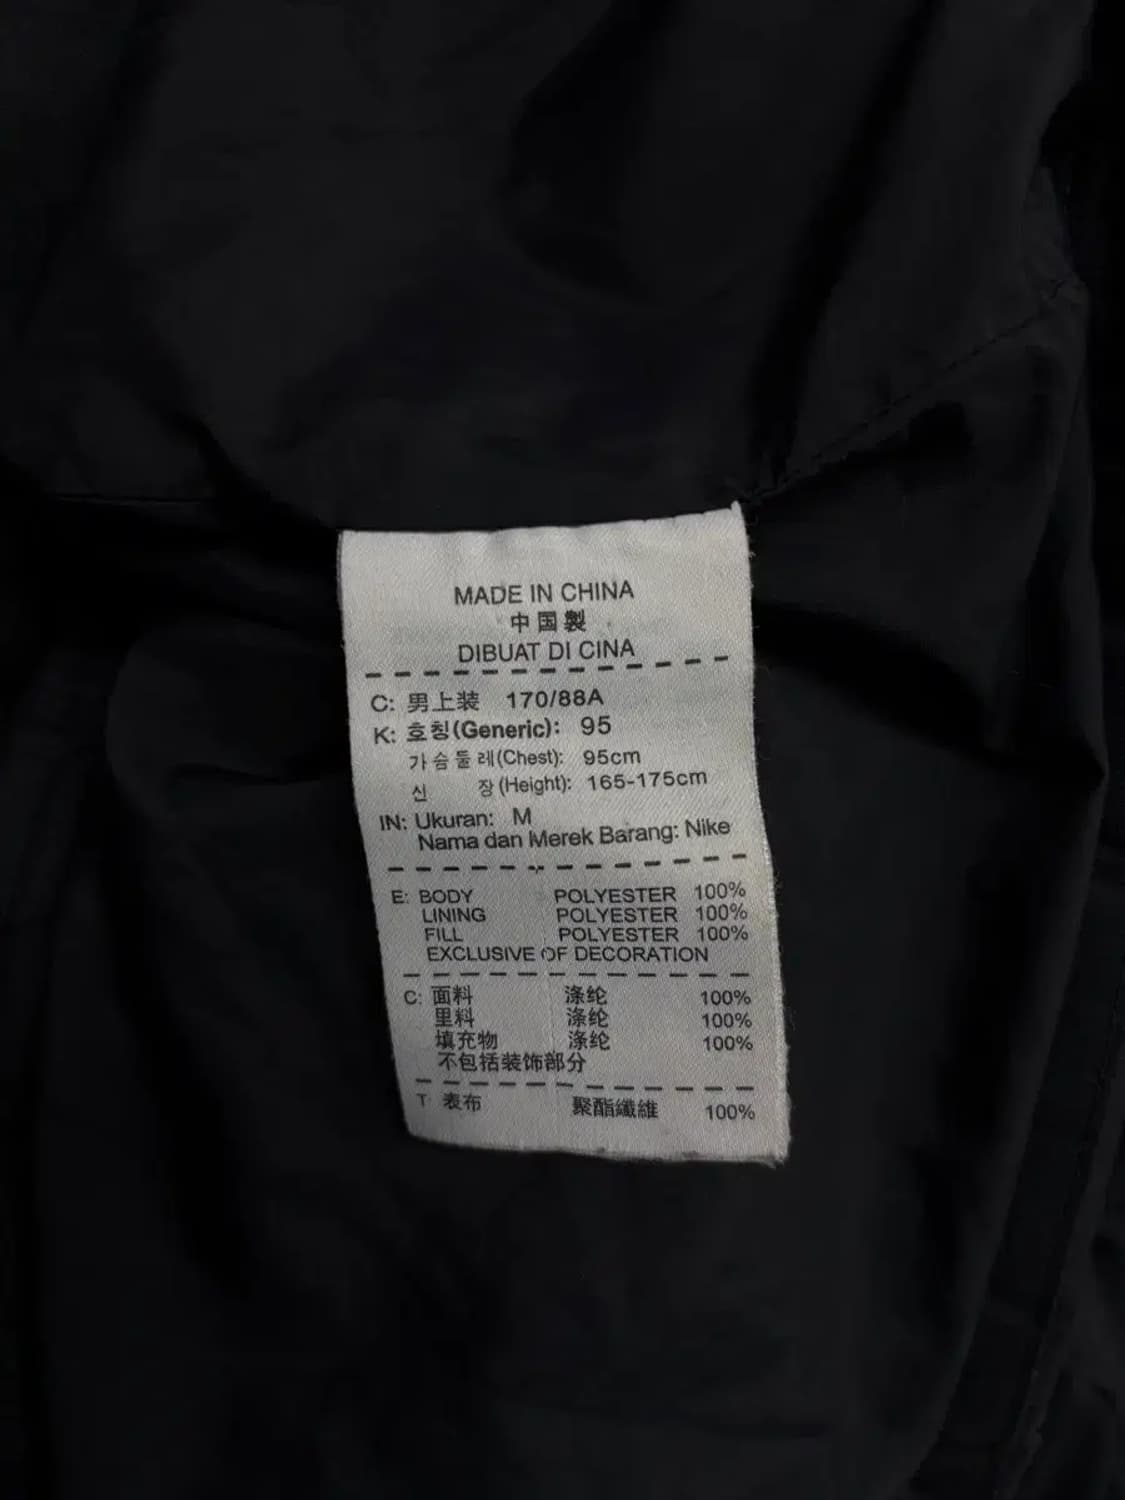 MADE IN CHINA
中国製
DIBUAT DI CINA
C: 男上装 170/88A
K: 호칭(Generic): 95
가슴둘레(Chest): 95cm
신 장(Height): 165-175cm
IN: Ukuran: M
Nama dan Merek Barang: Nike
E: BODY POLYESTER 100%
LINING POLYESTER 100%
FILL POLYESTER 100%
EXCLUSIVE OF DECORATION
C: 面料 涤纶 100%
里料 涤纶 100%
填充物 涤纶 100%
不包括装饰部分
T: 表布 聚酯纖維 100%